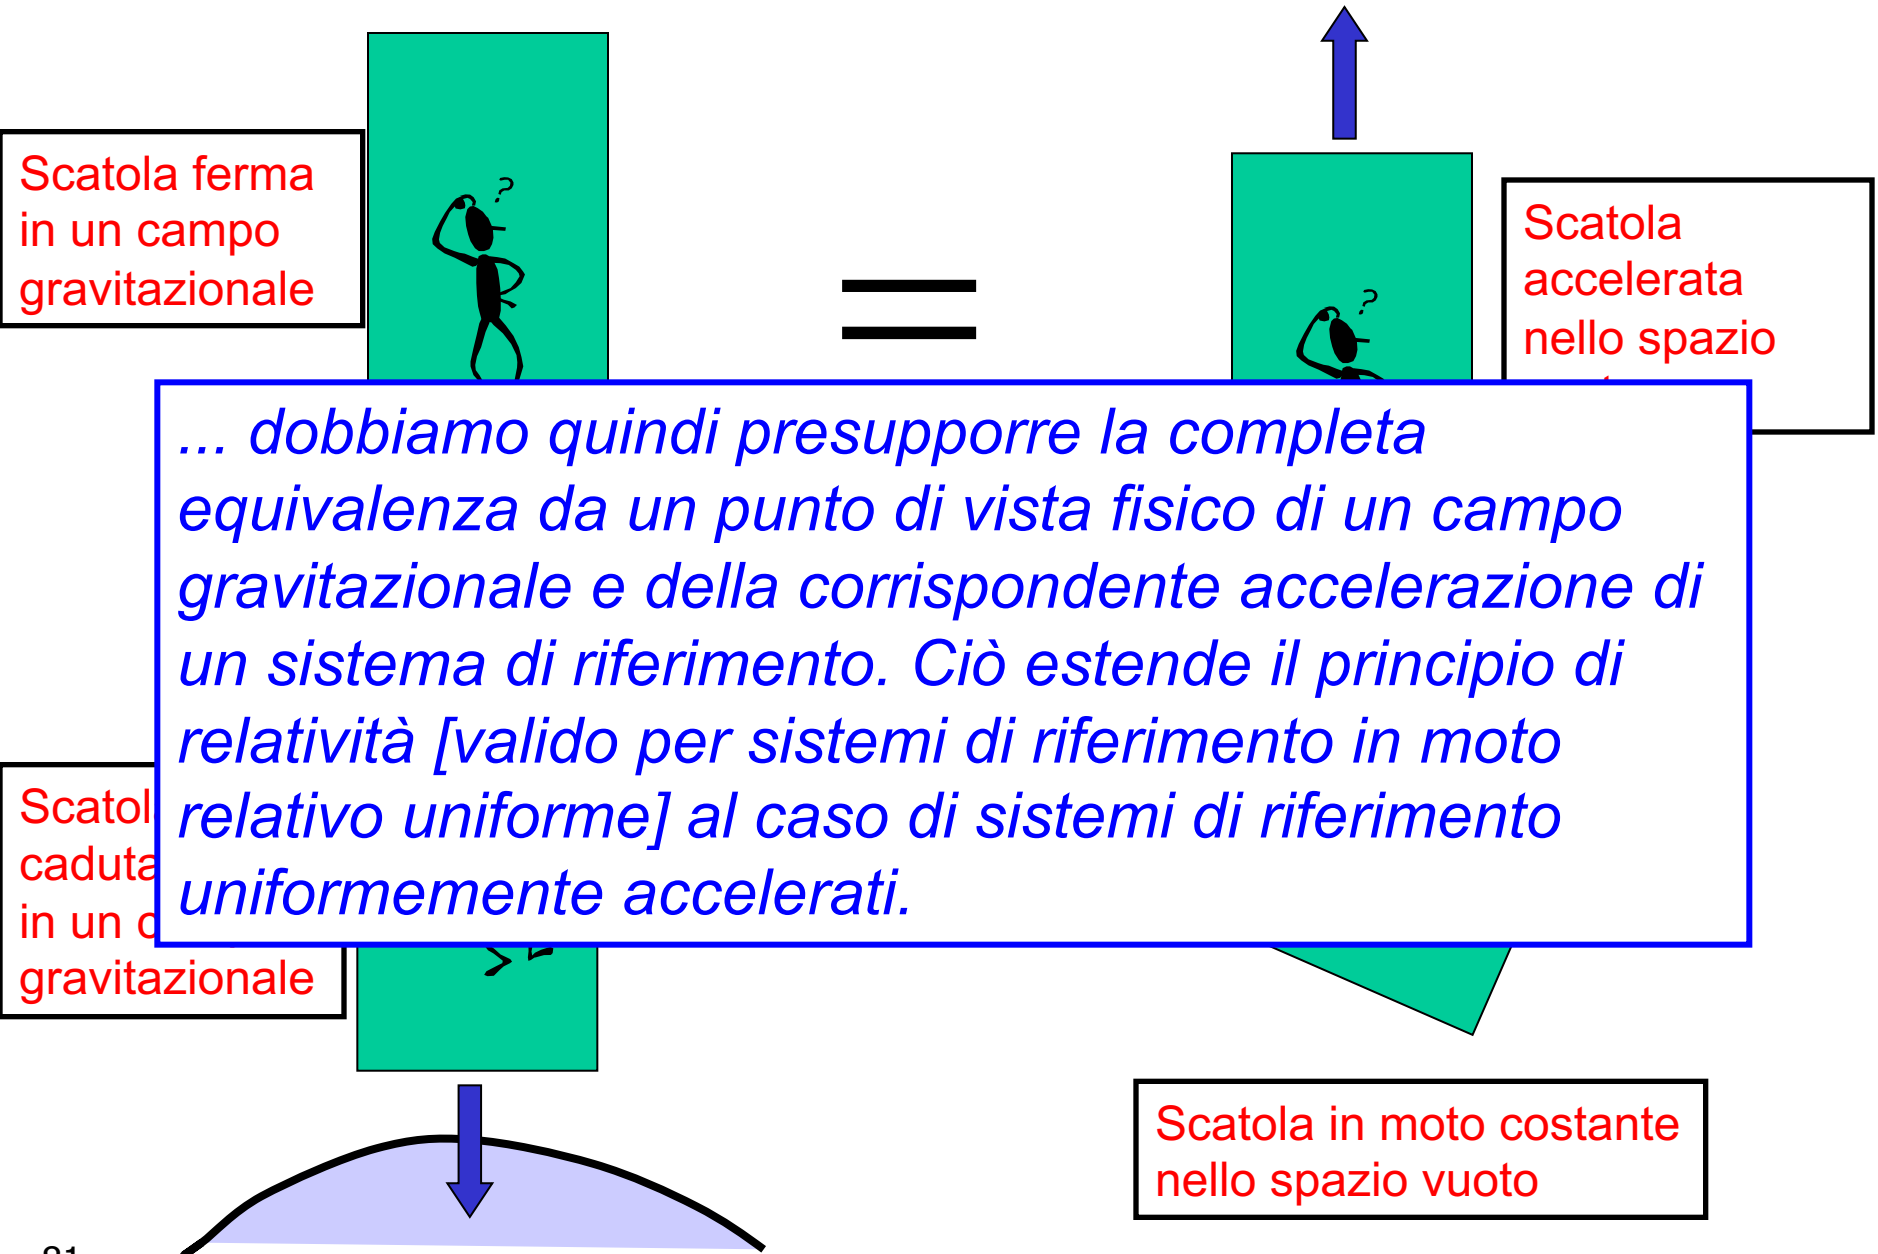 Scatola ferma
in un campo
gravitazionale
?
=
?
Scatola
accelerata
nello spazio
... dobbiamo quindi presupporre la completa
equivalenza da un punto di vista fisico di un campo
gravitazionale e della corrispondente accelerazione di
un sistema di riferimento. Ciò estende il principio di
relatività [valido per sistemi di riferimento in moto
relativo uniforme] al caso di sistemi di riferimento
uniformemente accelerati.
caduta
in un
gravitazionale
Scatola in moto costante
nello spazio vuoto